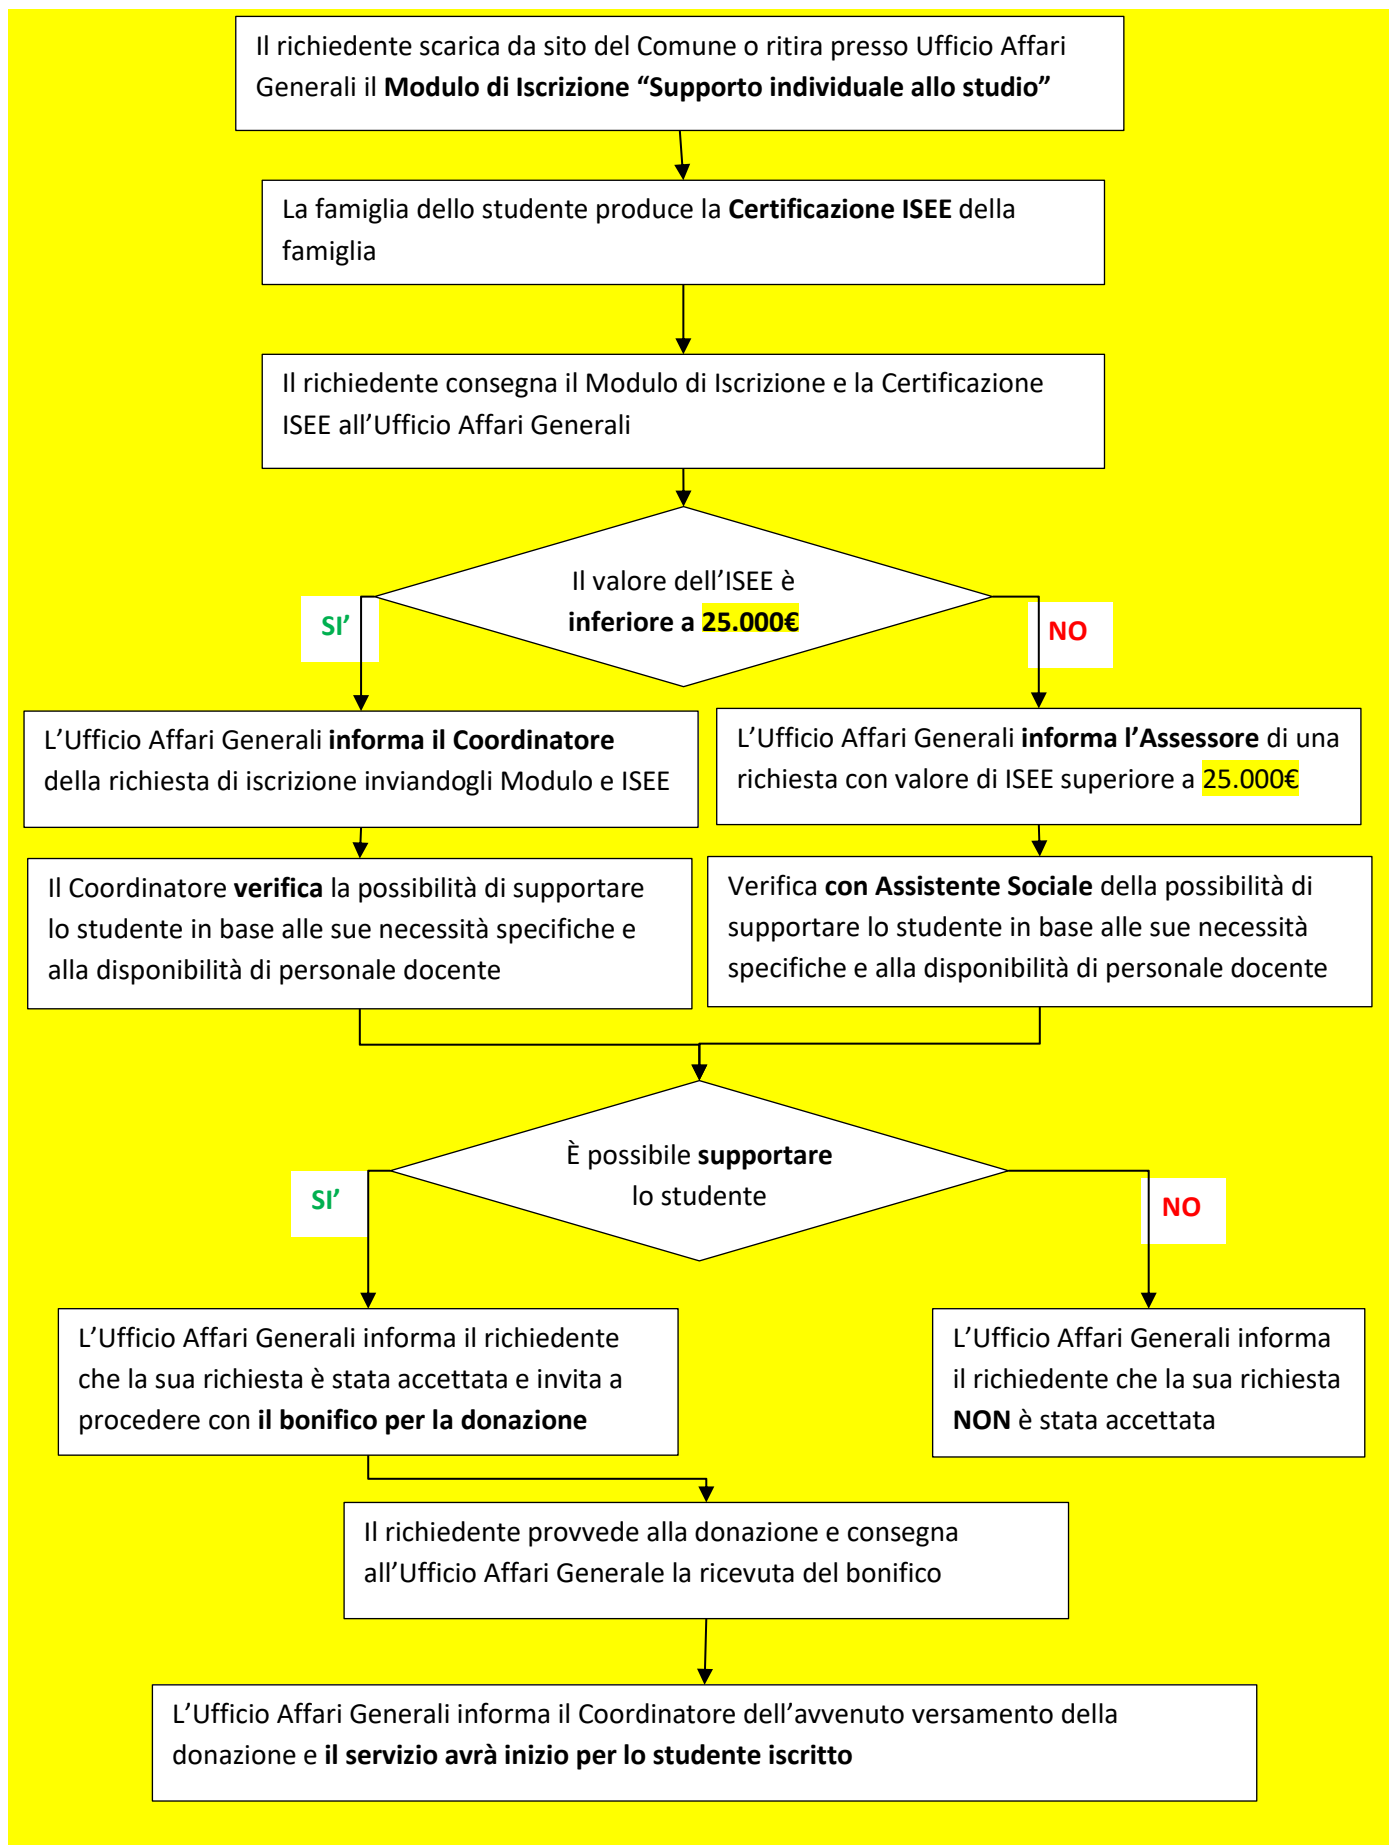 Il richiedente scarica da sito del Comune o ritira presso Ufficio Affari
Generali il Modulo di Iscrizione “Supporto individuale allo studio”
La famiglia dello studente produce la Certificazione ISEE della
famiglia
Il richiedente consegna il Modulo di Iscrizione e la Certificazione
ISEE all’Ufficio Affari Generali
Il valore dell’ISEE è
inferiore a 25.000€
SI’
NO
L’Ufficio Affari Generali informa il Coordinatore
della richiesta di iscrizione inviandogli Modulo e ISEE
L’Ufficio Affari Generali informa l’Assessore di una
richiesta con valore di ISEE superiore a 25.000€
Il Coordinatore verifica la possibilità di supportare
lo studente in base alle sue necessità specifiche e
alla disponibilità di personale docente
Verifica con Assistente Sociale della possibilità di
supportare lo studente in base alle sue necessità
specifiche e alla disponibilità di personale docente
È possibile supportare
lo studente
SI’
NO
L’Ufficio Affari Generali informa il richiedente
che la sua richiesta è stata accettata e invita a
procedere con il bonifico per la donazione
L’Ufficio Affari Generali informa
il richiedente che la sua richiesta
NON è stata accettata
Il richiedente provvede alla donazione e consegna
all’Ufficio Affari Generale la ricevuta del bonifico
L’Ufficio Affari Generali informa il Coordinatore dell’avvenuto versamento della
donazione e il servizio avrà inizio per lo studente iscritto